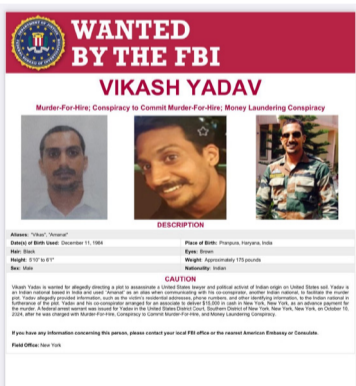 WANTED
BY THE FBI
VIKASH YADAV
Murder-For-Hire; Conspiracy to Commit Murder-For-Hire; Money Laundering Conspiracy
DESCRIPTION
Aliases: "Vikas", "Amanat"
Date(s) of Birth Used: December 11, 1984
Place of Birth: Pranpura, Haryana, India
Hair: Black
Eyes: Brown
Height: 5'10" to 6'1"
Weight: Approximately 175 pounds
Sex: Male
Nationality: Indian
CAUTION
Vikash Yadav is wanted for allegedly directing a plot to assassinate a United States lawyer and political activist of Indian origin on United States soil. Yadav is
an Indian national based in India and used "Amanat" as an alias when communicating with his co-conspirator, another Indian national, to facilitate the murder
plot. Yadav allegedly provided information, such as the victim's residential addresses, phone numbers, and other identifying information, to the Indian national in
furtherance of the plot. Yadav and his co-conspirator arranged for an associate to deliver $15,000 in cash in New York, New York, as an advance payment for
the murder. A federal arrest warrant was issued for Yadav in the United States District Court, Southern District of New York, New York, New York, on October 10,
2024, after he was charged with Murder-For-Hire, Conspiracy to Commit Murder-For-Hire, and Money Laundering Conspiracy.
If you have any information concerning this person, please contact your local FBI office or the nearest American Embassy or Consulate.
Field Office: New York